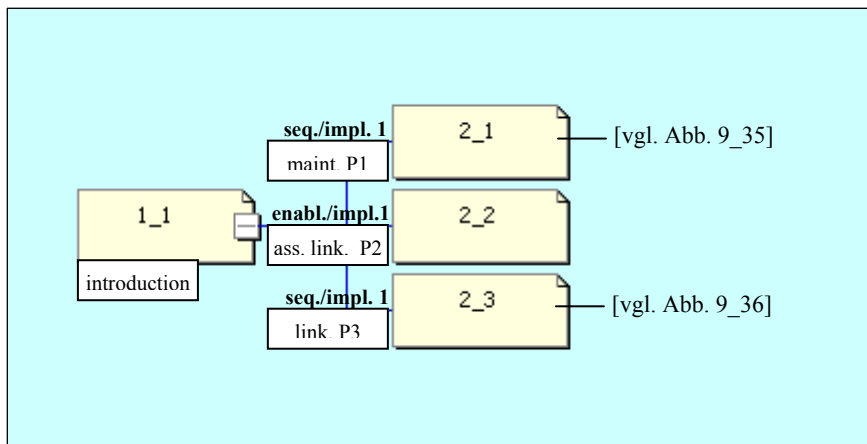 seq./impl. 1
2_1
[vgl. Abb. 9_35]
maint. P1
1_1
enabl./impl.1
2_2
ass. link. P2
introduction
seq./impl. 1
2_3
[vgl. Abb. 9_36]
link. P3